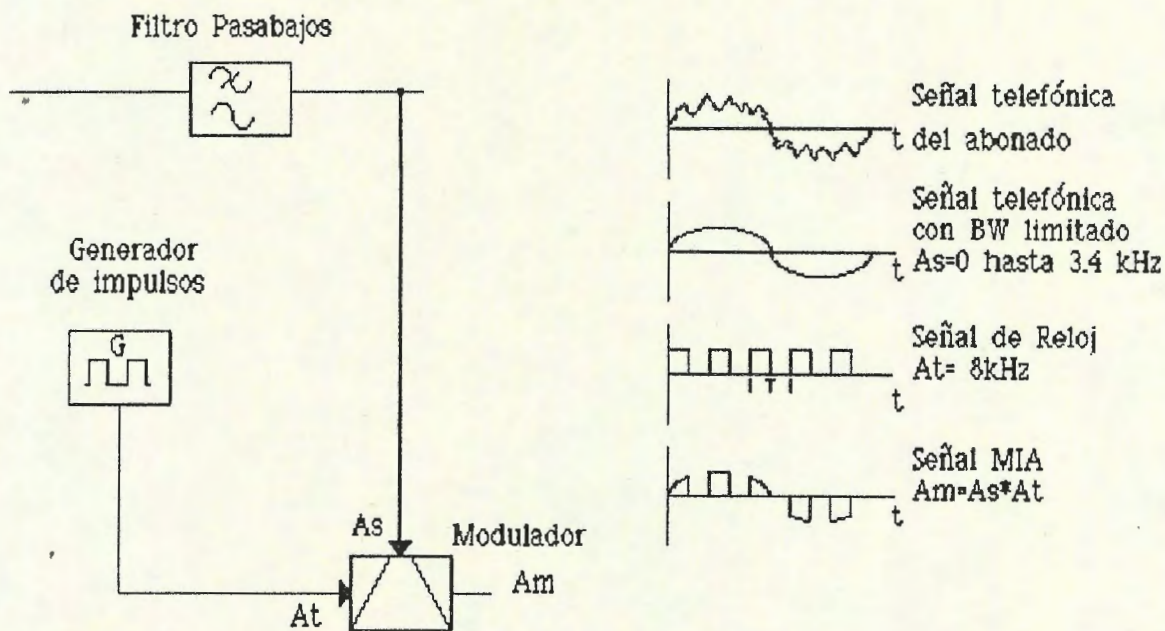 Filtro Pasabajos
Generador
de impulsos
G
As
At
Modulador
Am
Señal telefónica
t del abonado
Señal telefónica
con BW limitado
t As=0 hasta 3.4 kHz
Señal de Reloj
At= 8kHz
T
t
Señal MIA
Am=As*At
t